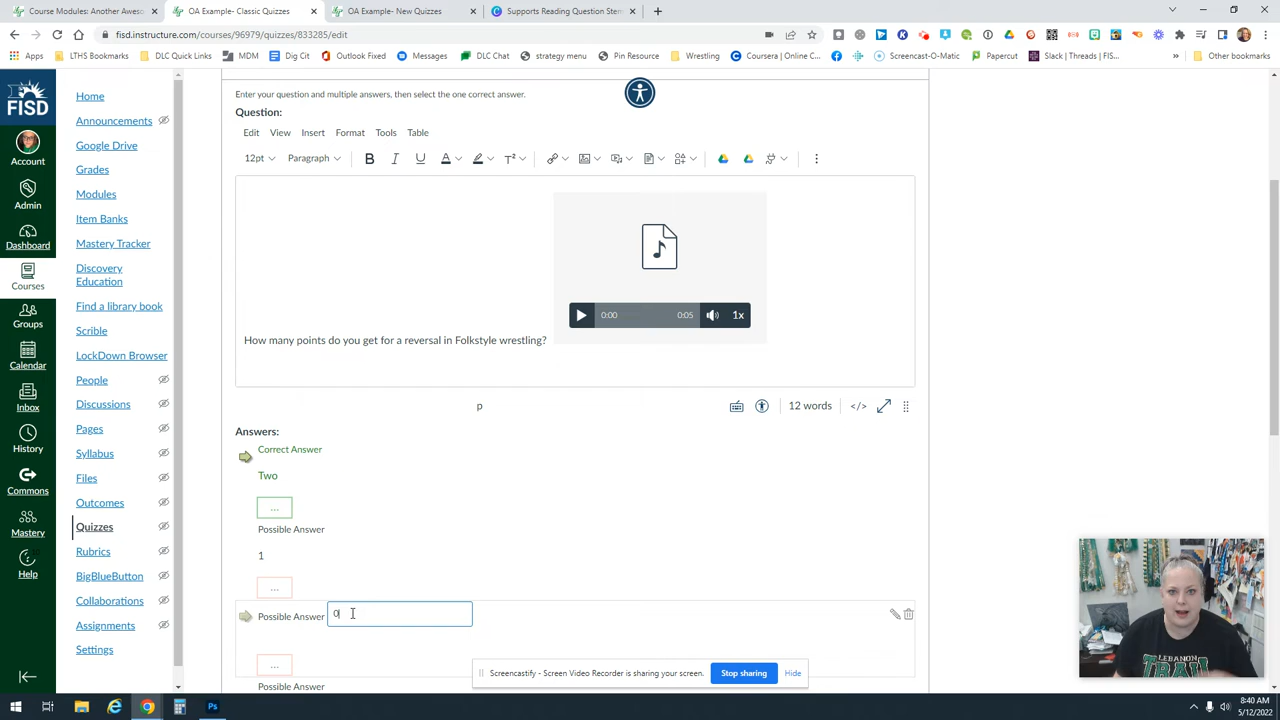 Course Modules: Another Awes
OA Example- Classic Quizzes
OA Example- New Quizzes
Supports Reading Question Stem
fisd.instructure.com/courses/96979/quizzes/833285/edit
Apps
LTHS Bookmarks
DLC Quick Links
MDM
Dig Cit
Outlook Fixed
Messages
DLC Chat
strategy menu
Pin Resource
Wrestling
Coursera | Online C...
Screencast-O-Matic
Papercut
Slack | Threads | FIS...
»
Other bookmarks
FISD
Account
Admin
Dashboard
Courses
Groups
Calendar
Inbox
History
Commons
Mastery
Help
Home
Announcements
Google Drive
Grades
Modules
Item Banks
Mastery Tracker
Discovery
Education
Find a library book
Scrible
LockDown Browser
People
Discussions
Pages
Syllabus
Files
Outcomes
Quizzes
Rubrics
BigBlueButton
Collaborations
Assignments
Settings
Enter your question and multiple answers, then select the one correct answer.
Question:
Edit View Insert Format Tools Table
12pt Paragraph B I U A T²
0:00 0:05 1x
How many points do you get for a reversal in Folkstyle wrestling?
p
12 words
</>
Answers:
Correct Answer
Two
...
Possible Answer
1
...
Possible Answer 0
...
Possible Answer
Screencastify - Screen Video Recorder is sharing your screen.
Stop sharing
Hide
LEBANON
8:40 AM
5/12/2022